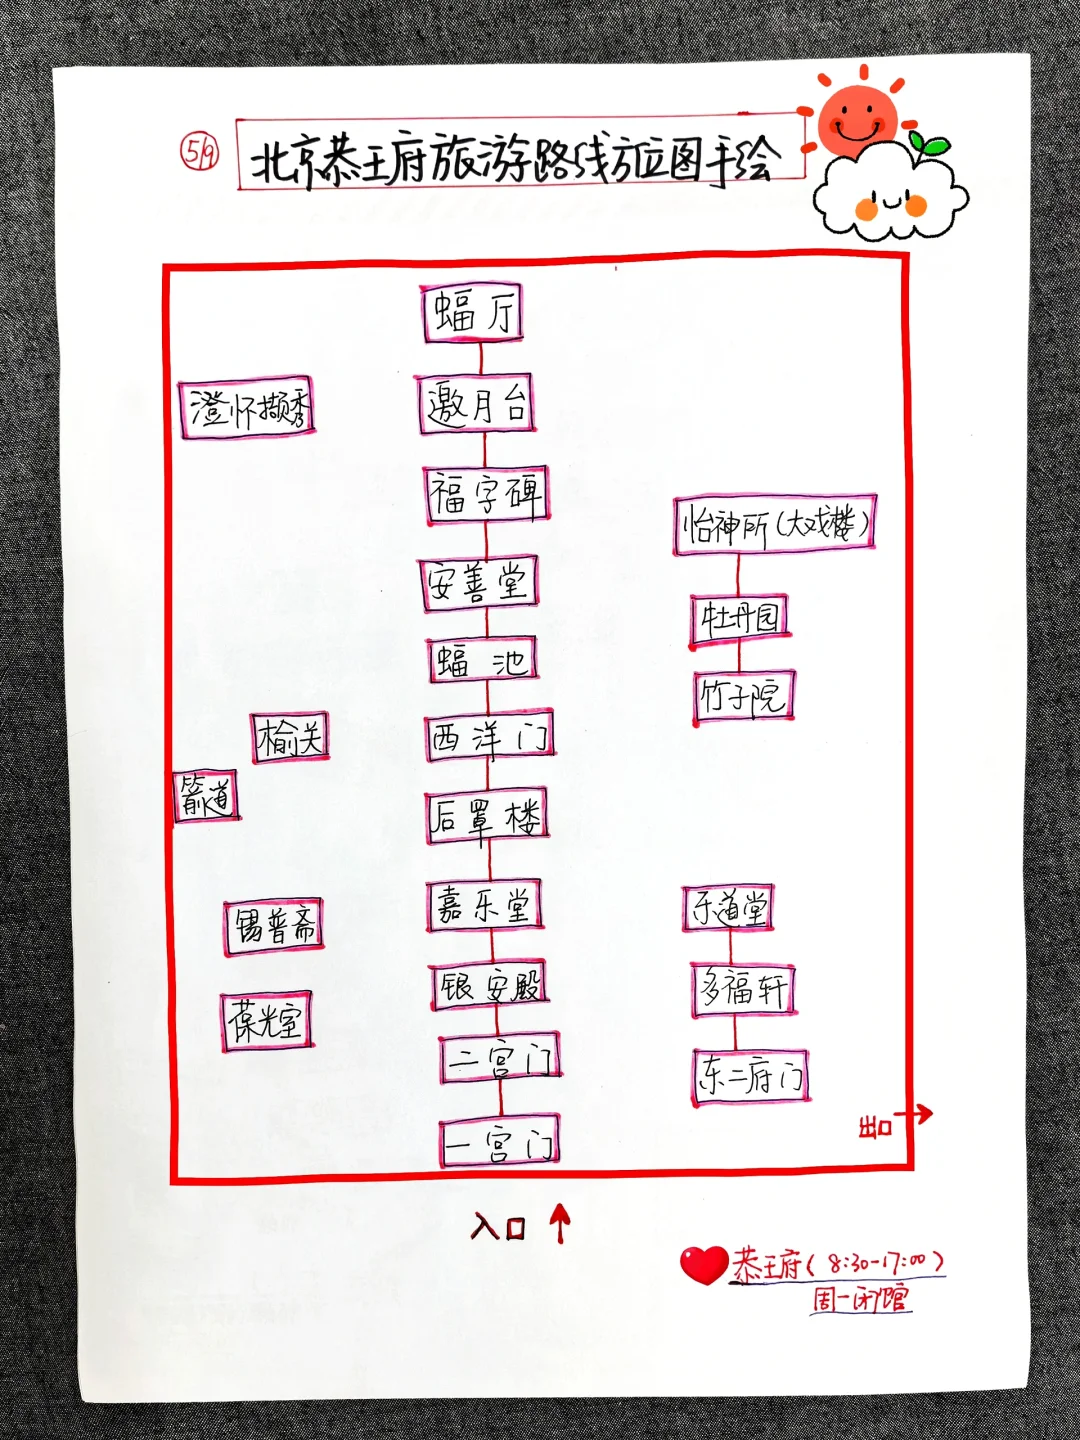 5/9
北京恭王府旅游路线方位图手绘
蝠厅
澄怀撷秀
邀月台
福字碑
怡神所(大戏楼)
安善堂
牡丹园
蝠池
竹子院
榆关
西洋门
箭道
后罩楼
嘉乐堂
乐道堂
锡晋斋
银安殿
多福轩
葆光室
二宫门
东二府门
一宫门
出口
入口
恭王府(8:30-17:00)
周一闭馆